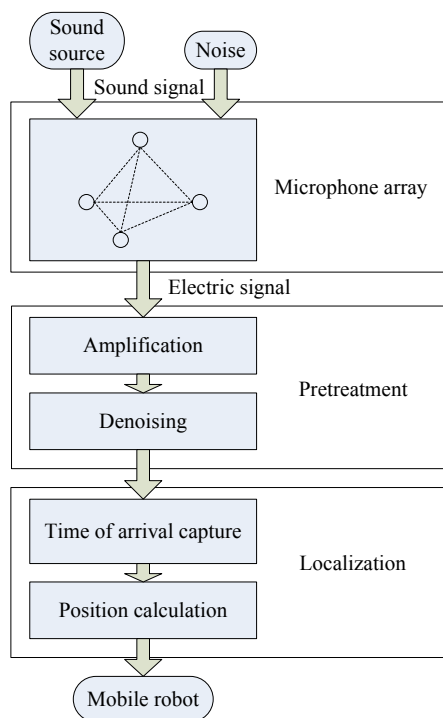 Sound
source
Noise
Sound signal
Microphone array
Electric signal
Amplification
Pretreatment
Denoising
Time of arrival capture
Localization
Position calculation
Mobile robot